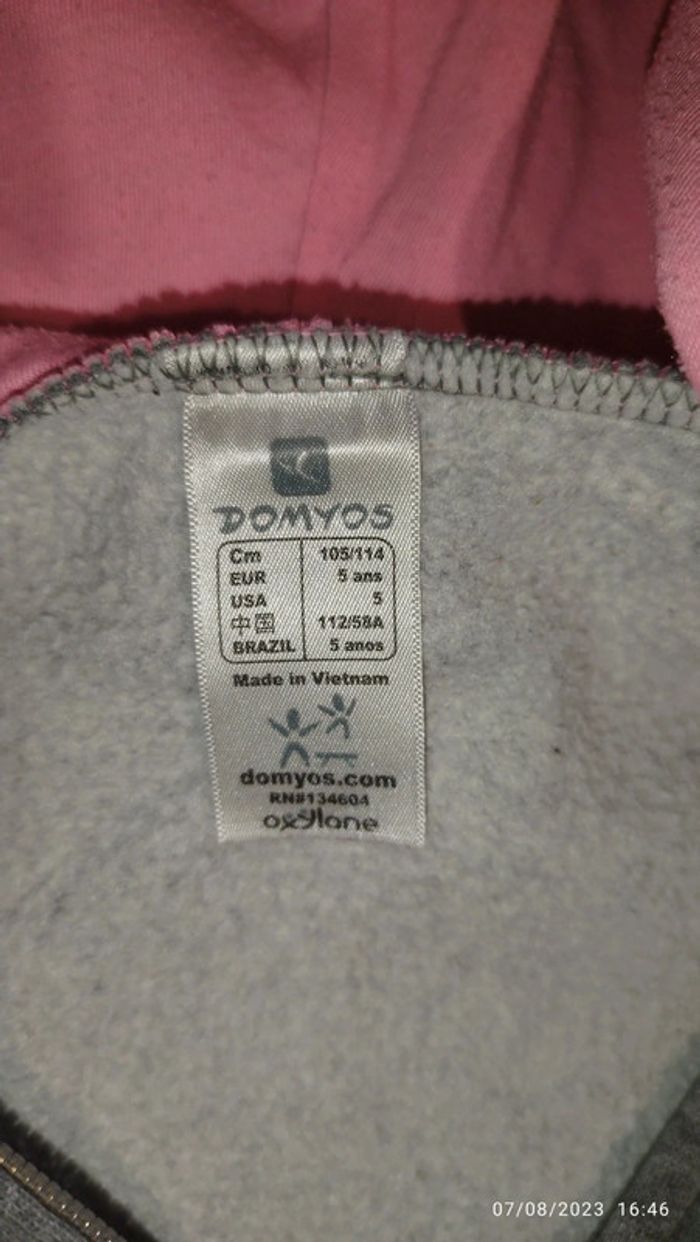 DOMYOS
Cm 105/114
EUR 5 ans
USA 5
中国 112/58A
BRAZIL 5 anos
Made in Vietnam
domyos.com
RN#134604
oxylane
07/08/2023 16:46